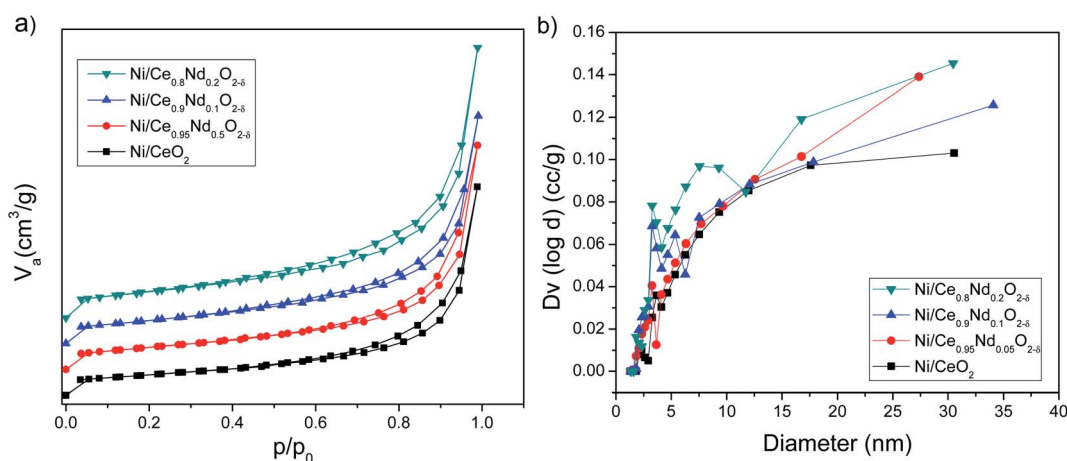 a)
Ni/Ce0.8Nd0.2O2-δ
Ni/Ce0.9Nd0.1O2-δ
Ni/Ce0.95Nd0.5O2-δ
Ni/CeO2
Va(cm3/g)
0.0 0.2 0.4 0.6 0.8 1.0
p/p0
b)
0.16
0.14
0.12
0.10
0.08
0.06
0.04
0.02
0.00
Dv (log d) (cc/g)
Ni/Ce0.8Nd0.2O2-δ
Ni/Ce0.9Nd0.1O2-δ
Ni/Ce0.95Nd0.05O2-δ
Ni/CeO2
0 5 10 15 20 25 30 35 40
Diameter (nm)